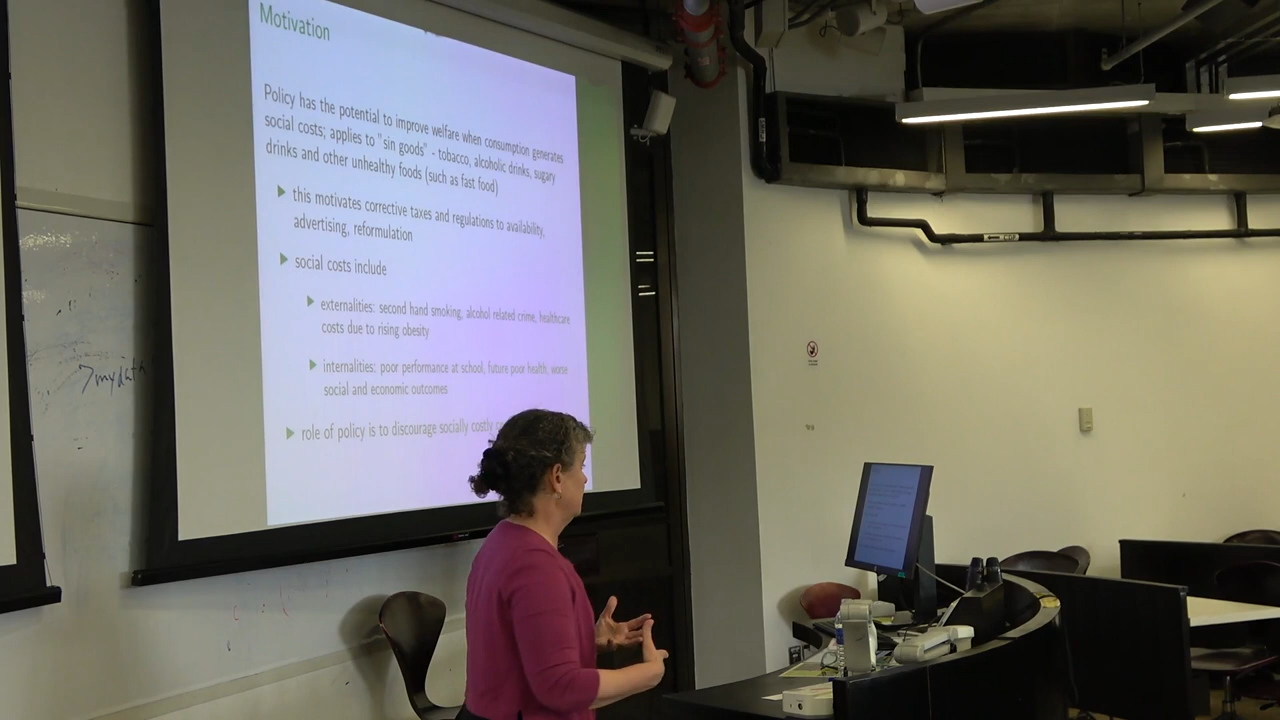 Motivation
Policy has the potential to improve welfare when consumption generates
social costs; applies to "sin goods" - tobacco, alcoholic drinks, sugary
drinks and other unhealthy foods (such as fast food)
this motivates corrective taxes and regulations to availability,
advertising, reformulation
social costs include
externalities: second hand smoking, alcohol related crime, healthcare
costs due to rising obesity
internalities: poor performance at school, future poor health, worse
social and economic outcomes
role of policy is to discourage socially costly